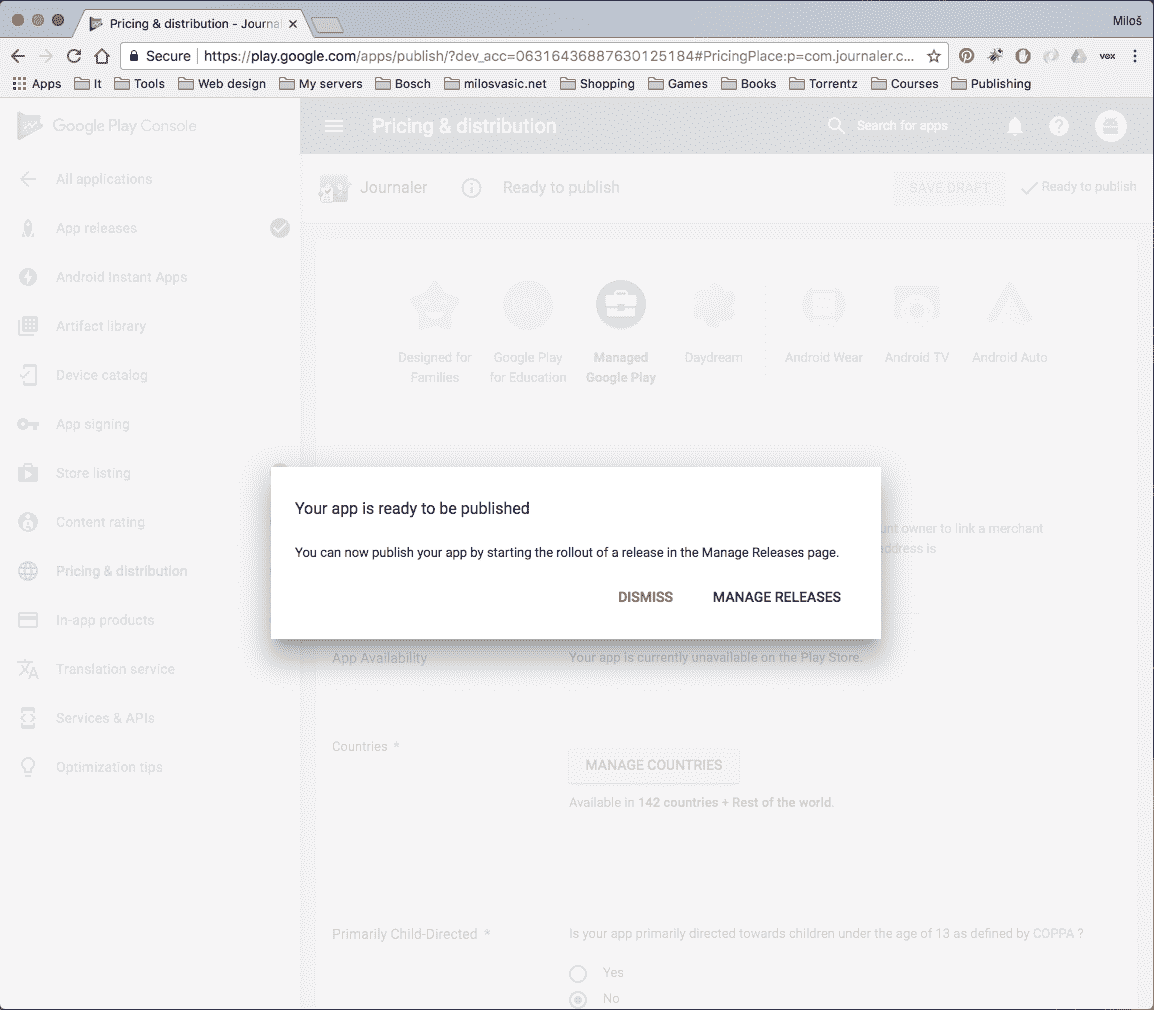 Pricing & distribution - Journal
Miloš
Secure https://play.google.com/apps/publish/?dev_acc=06316436887630125184#PricingPlace:p=com.journaler.c...
vox
Apps It Tools Web design My servers Bosch milosvasic.net Shopping Games Books Torrentz Courses Publishing
Google Play Console
Pricing & distribution
Search for apps
All applications
App releases
Android Instant Apps
Artifact library
Device catalog
App signing
Store listing
Content rating
Pricing & distribution
In-app products
Translation service
Services & APIs
Optimization tips
Journaler
Ready to publish
SAVE DRAFT
Ready to publish
Designed for
Families
Google Play
for Education
Managed
Google Play
Daydream
Android Wear
Android TV
Android Auto
Your app is ready to be published
You can now publish your app by starting the rollout of a release in the Manage Releases page.
DISMISS
MANAGE RELEASES
owner to link a merchant
address is
App Availability
Your app is currently unavailable on the Play Store.
Countries *
MANAGE COUNTRIES
Available in 142 countries + Rest of the world.
Primarily Child-Directed *
Is your app primarily directed towards children under the age of 13 as defined by COPPA ?
Yes
No